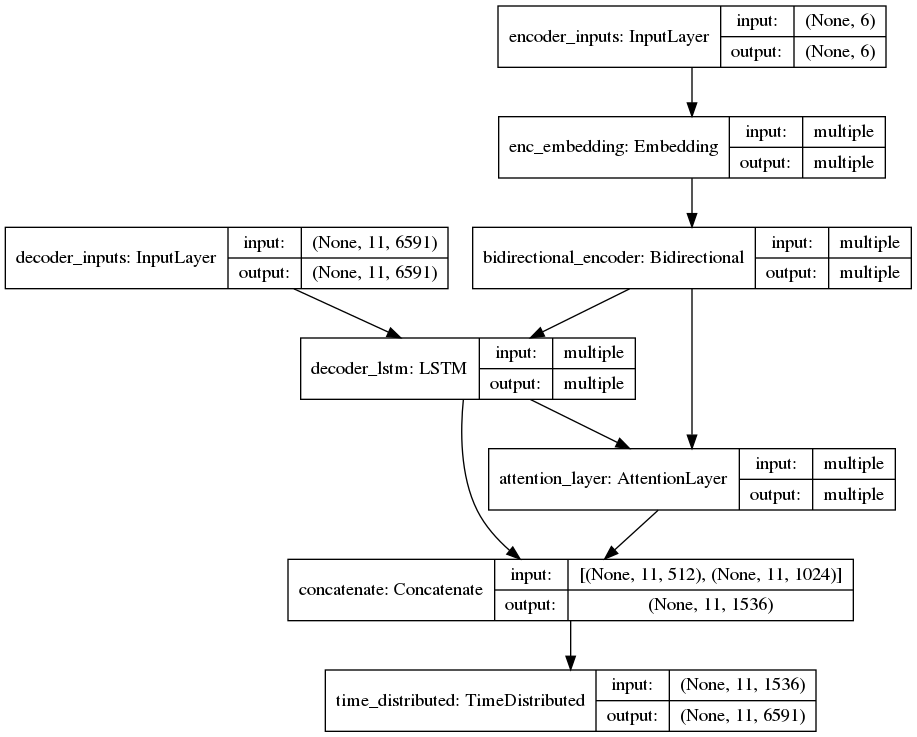 encoder_inputs: InputLayer
input: (None, 6)
output: (None, 6)
enc_embedding: Embedding
input: multiple
output: multiple
decoder_inputs: InputLayer
input: (None, 11, 6591)
output: (None, 11, 6591)
bidirectional_encoder: Bidirectional
input: multiple
output: multiple
decoder_lstm: LSTM
input: multiple
output: multiple
attention_layer: AttentionLayer
input: multiple
output: multiple
concatenate: Concatenate
input: [(None, 11, 512), (None, 11, 1024)]
output: (None, 11, 1536)
time_distributed: TimeDistributed
input: (None, 11, 1536)
output: (None, 11, 6591)